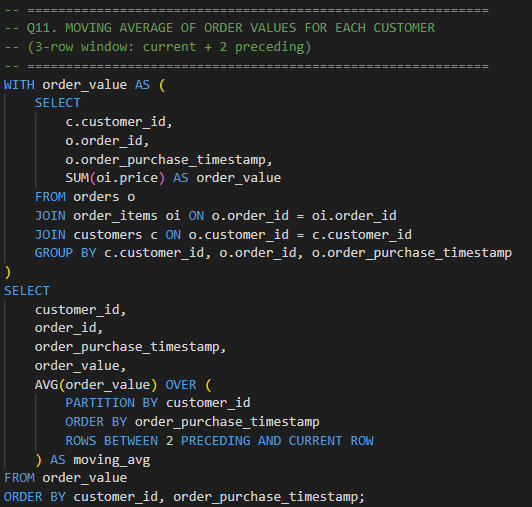 -- ============================================================
-- Q11. MOVING AVERAGE OF ORDER VALUES FOR EACH CUSTOMER
-- (3-row window: current + 2 preceding)
-- ============================================================
WITH order_value AS (
    SELECT
        c.customer_id,
        o.order_id,
        o.order_purchase_timestamp,
        SUM(oi.price) AS order_value
    FROM orders o
    JOIN order_items oi ON o.order_id = oi.order_id
    JOIN customers c ON o.customer_id = c.customer_id
    GROUP BY c.customer_id, o.order_id, o.order_purchase_timestamp
)
SELECT
    customer_id,
    order_id,
    order_purchase_timestamp,
    order_value,
    AVG(order_value) OVER (
        PARTITION BY customer_id
        ORDER BY order_purchase_timestamp
        ROWS BETWEEN 2 PRECEDING AND CURRENT ROW
    ) AS moving_avg
FROM order_value
ORDER BY customer_id, order_purchase_timestamp;